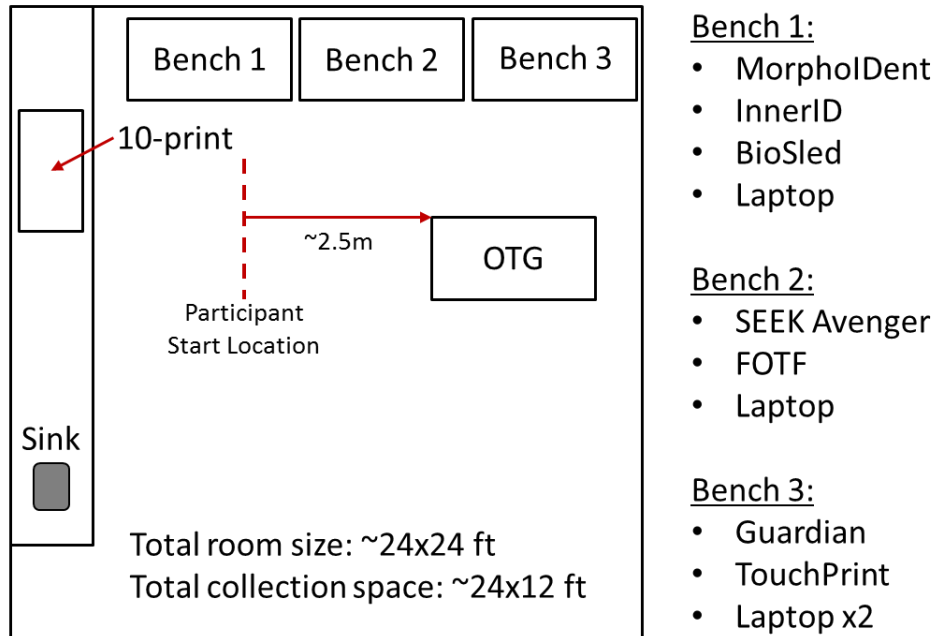 Bench 1
Bench 2
Bench 3
10-print
~2.5m
OTG
Participant
Start Location
Sink
Total room size: ~24x24 ft
Total collection space: ~24x12 ft
Bench 1:
• MorphoIDent
• InnerID
• BioSled
• Laptop
Bench 2:
• SEEK Avenger
• FOTF
• Laptop
Bench 3:
• Guardian
• TouchPrint
• Laptop x2